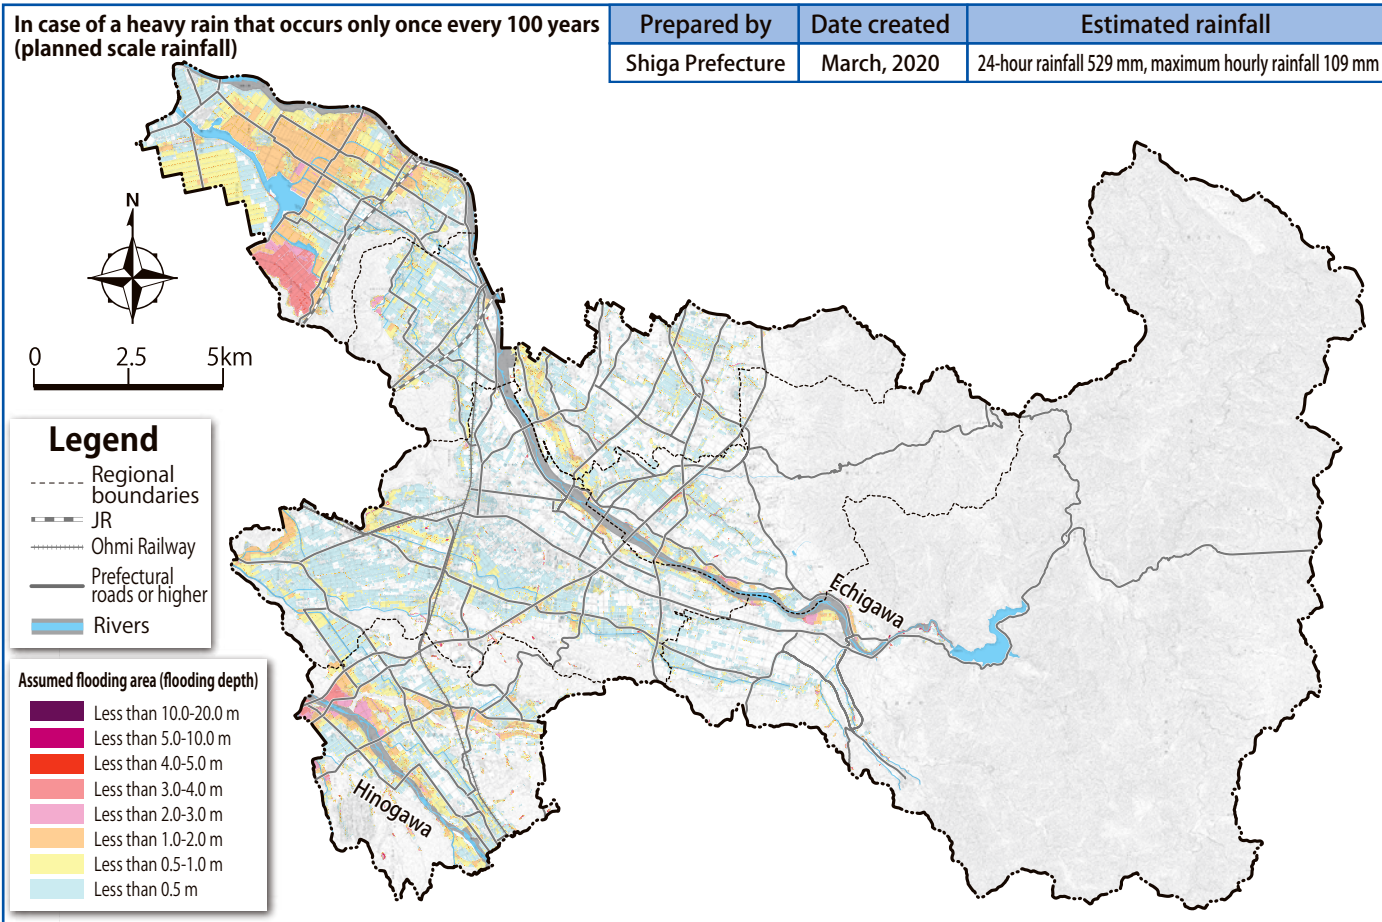 In case of a heavy rain that occurs only once every 100 years
(planned scale rainfall)
Prepared by
Date created
Estimated rainfall
Shiga Prefecture
March, 2020
24-hour rainfall 529 mm, maximum hourly rainfall 109 mm
N
0
2.5
5km
Legend
Regional
boundaries
JR
Ohmi Railway
Prefectural
roads or higher
Rivers
Assumed flooding area (flooding depth)
Less than 10.0-20.0 m
Less than 5.0-10.0 m
Less than 4.0-5.0 m
Less than 3.0-4.0 m
Less than 2.0-3.0 m
Less than 1.0-2.0 m
Less than 0.5-1.0 m
Less than 0.5 m
Echigawa
Hinogawa